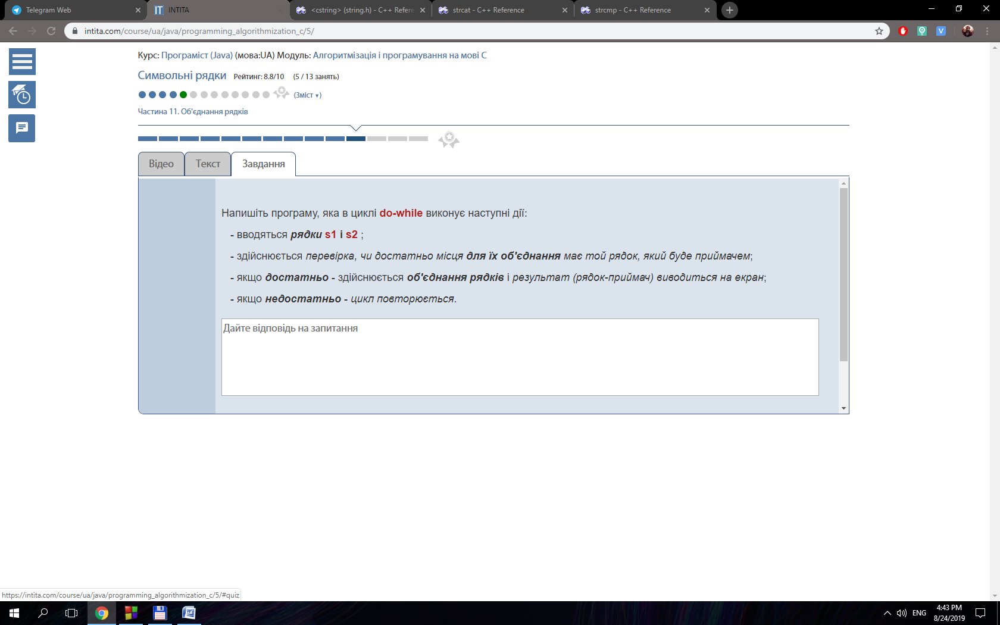 Telegram Web
INTITA
<cstring> (string.h) - C++ Refere
strcat - C++ Reference
strcmp - C++ Reference
intita.com/course/ua/java/programming_algorithmization_c/5/
Курс: Програміст (Java) (мова:UA) Модуль: Алгоритмізація і програмування на мові С
Символьні рядки Рейтинг: 8.8/10 (5 / 13 занять)
(Зміст ▾)
Частина 11. Об'єднання рядків
Відео
Текст
Завдання
Напишіть програму, яка в циклі do-while виконує наступні дії:
- вводяться рядки s1 і s2 ;
- здійснюється перевірка, чи достатньо місця для їх об'єднання має той рядок, який буде приймачем;
- якщо достатньо - здійснюється об'єднання рядків і результат (рядок-приймач) виводиться на екран;
- якщо недостатньо - цикл повторюється.
Дайте відповідь на запитання
https://intita.com/course/ua/java/programming_algorithmization_c/5/#quiz
ENG
4:43 PM
8/24/2019